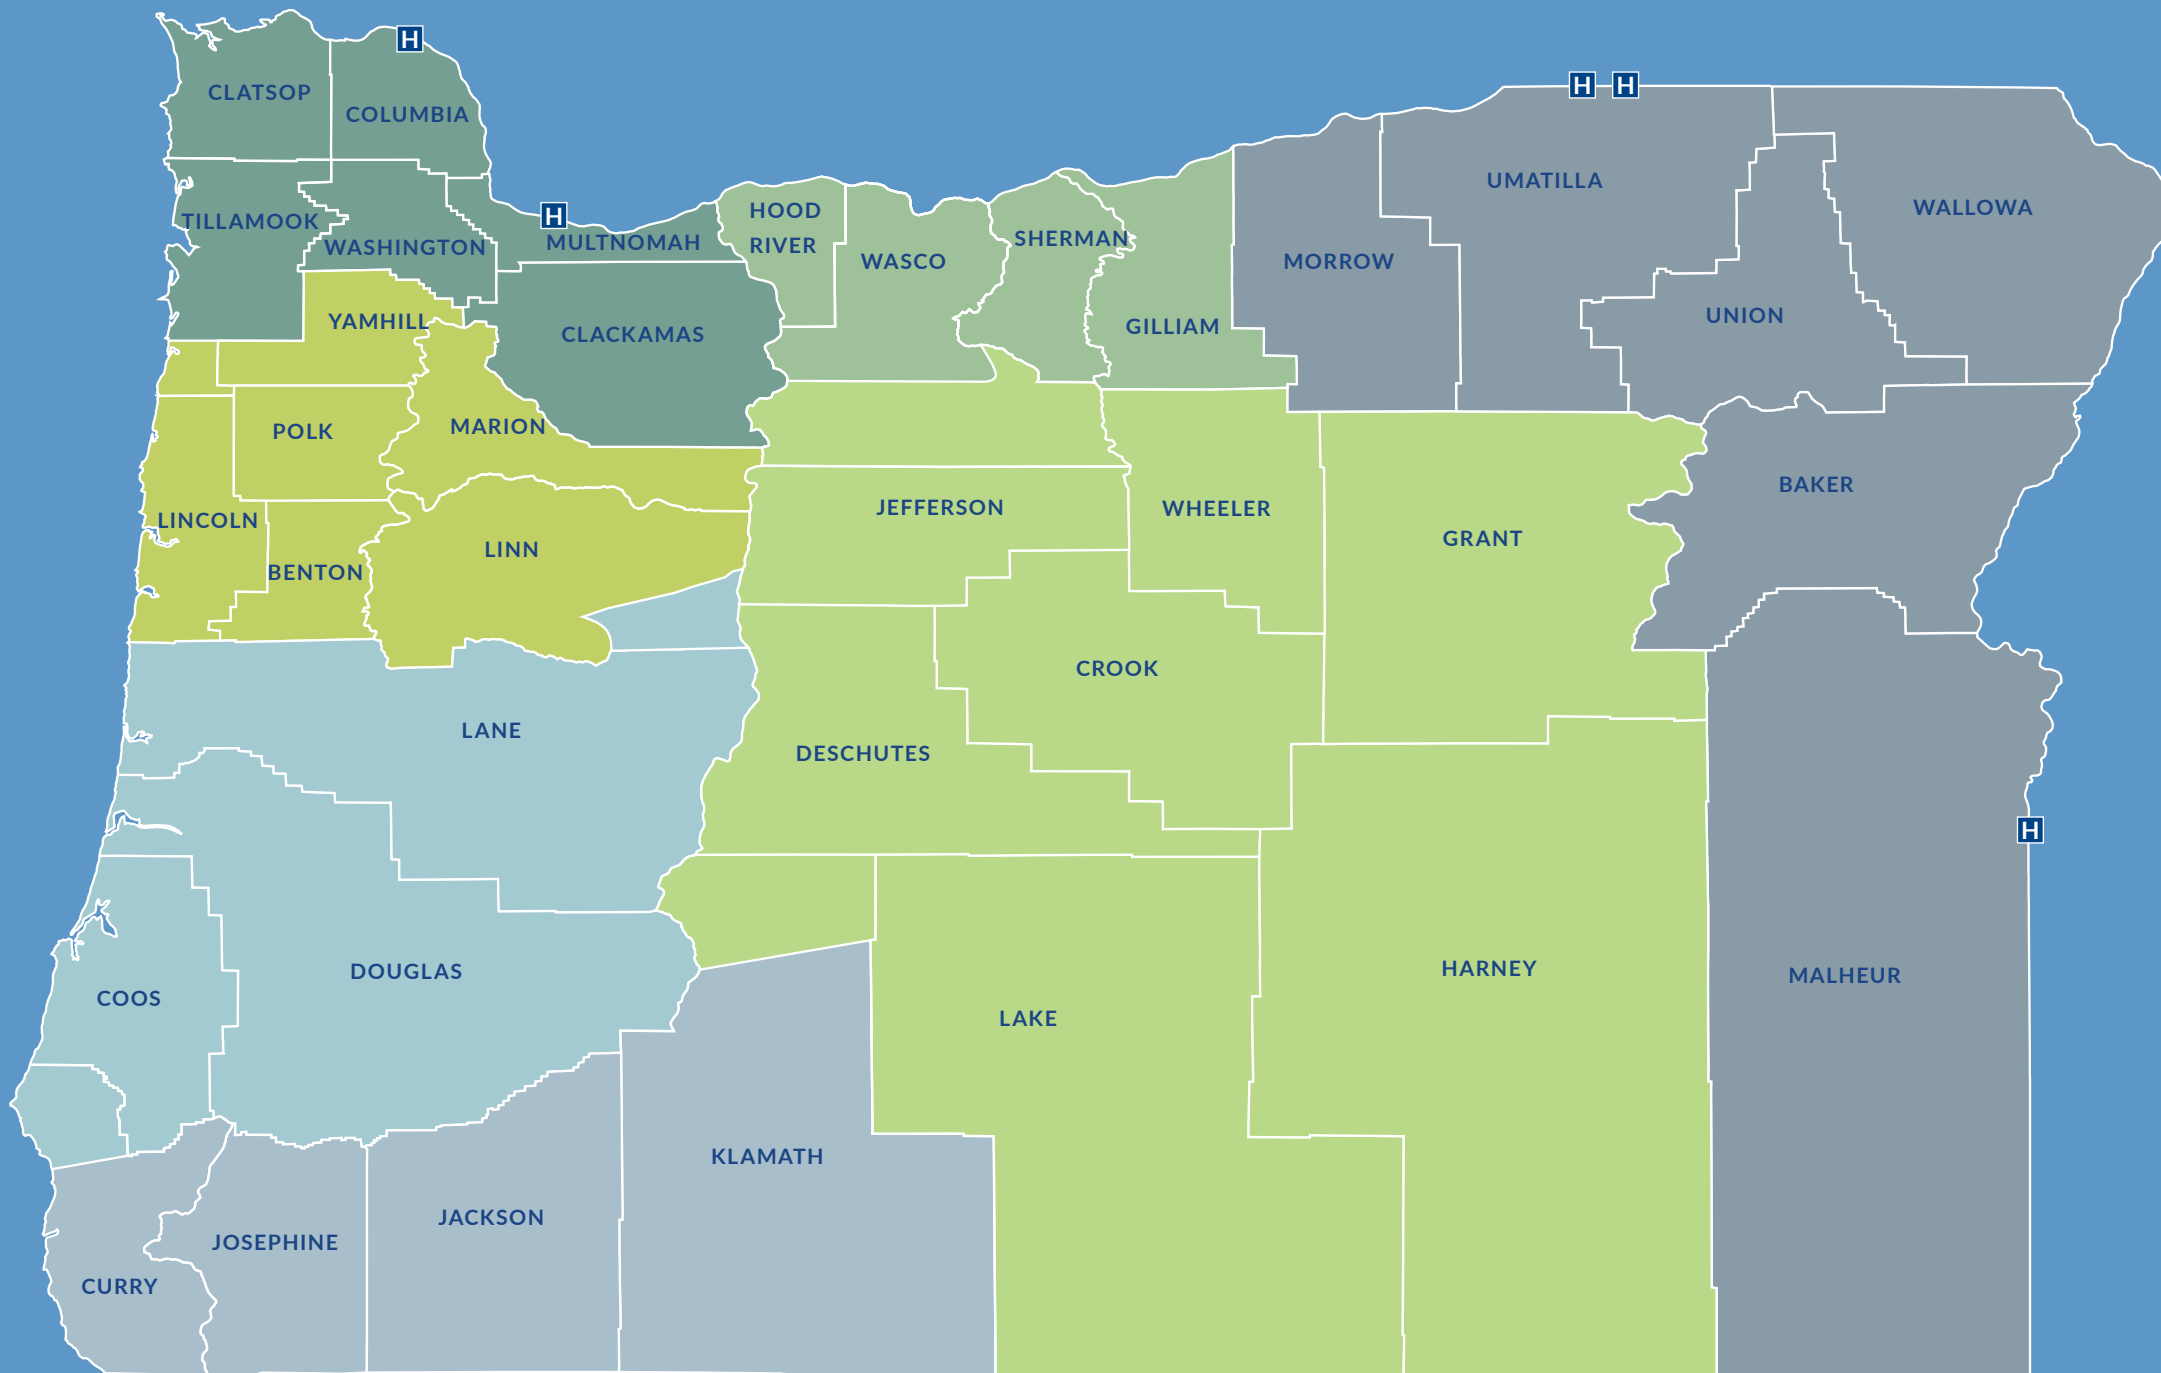 H
H H
CLATSOP
COLUMBIA
UMATILLA
WALLOWA
H
HOOD
RIVER
TILLAMOOK
WASHINGTON
MULTNOMAH
SHERMAN
WASCO
MORROW
YAMHILL
CLACKAMAS
GILLIAM
UNION
POLK
MARION
BAKER
LINCOLN
JEFFERSON
WHEELER
GRANT
LINN
BENTON
CROOK
LANE
DESCHUTES
H
DOUGLAS
HARNEY
MALHEUR
COOS
LAKE
KLAMATH
JACKSON
JOSEPHINE
CURRY